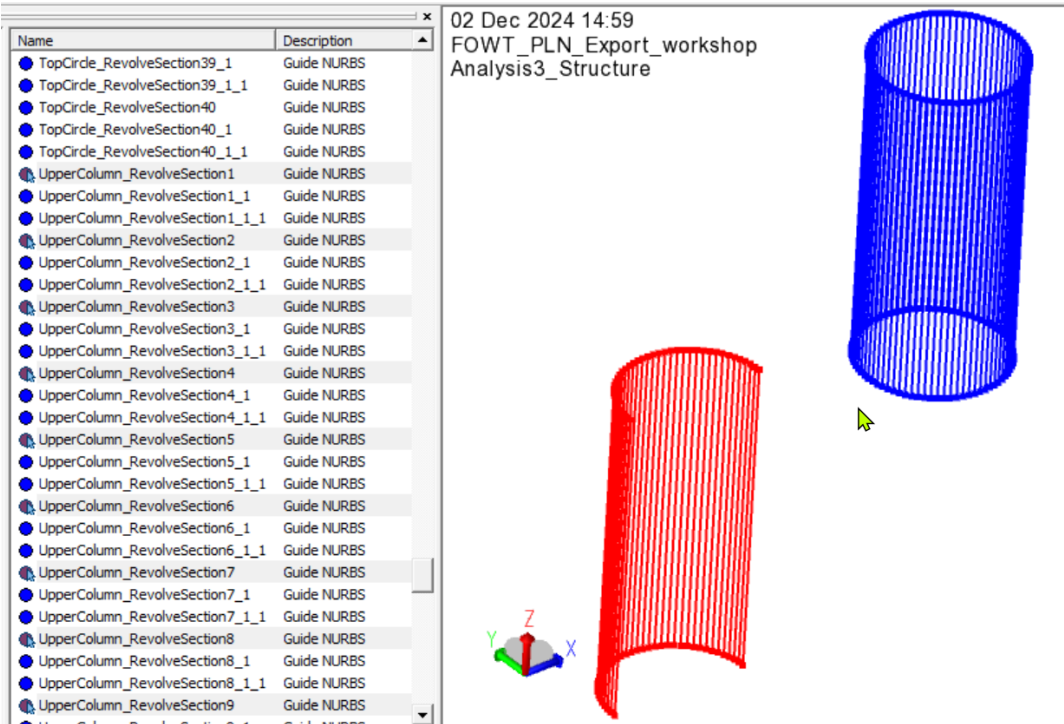 Name Description
TopCircle_RevolveSection39_1 Guide NURBS
TopCircle_RevolveSection39_1_1 Guide NURBS
TopCircle_RevolveSection40 Guide NURBS
TopCircle_RevolveSection40_1 Guide NURBS
TopCircle_RevolveSection40_1_1 Guide NURBS
UpperColumn_RevolveSection1 Guide NURBS
UpperColumn_RevolveSection1_1 Guide NURBS
UpperColumn_RevolveSection1_1_1 Guide NURBS
UpperColumn_RevolveSection2 Guide NURBS
UpperColumn_RevolveSection2_1 Guide NURBS
UpperColumn_RevolveSection2_1_1 Guide NURBS
UpperColumn_RevolveSection3 Guide NURBS
UpperColumn_RevolveSection3_1 Guide NURBS
UpperColumn_RevolveSection3_1_1 Guide NURBS
UpperColumn_RevolveSection4 Guide NURBS
UpperColumn_RevolveSection4_1 Guide NURBS
UpperColumn_RevolveSection4_1_1 Guide NURBS
UpperColumn_RevolveSection5 Guide NURBS
UpperColumn_RevolveSection5_1 Guide NURBS
UpperColumn_RevolveSection5_1_1 Guide NURBS
UpperColumn_RevolveSection6 Guide NURBS
UpperColumn_RevolveSection6_1 Guide NURBS
UpperColumn_RevolveSection6_1_1 Guide NURBS
UpperColumn_RevolveSection7 Guide NURBS
UpperColumn_RevolveSection7_1 Guide NURBS
UpperColumn_RevolveSection7_1_1 Guide NURBS
UpperColumn_RevolveSection8 Guide NURBS
UpperColumn_RevolveSection8_1 Guide NURBS
UpperColumn_RevolveSection8_1_1 Guide NURBS
UpperColumn_RevolveSection9 Guide NURBS
02 Dec 2024 14:59
FOWT_PLN_Export_workshop
Analysis3_Structure
Z
Y
X